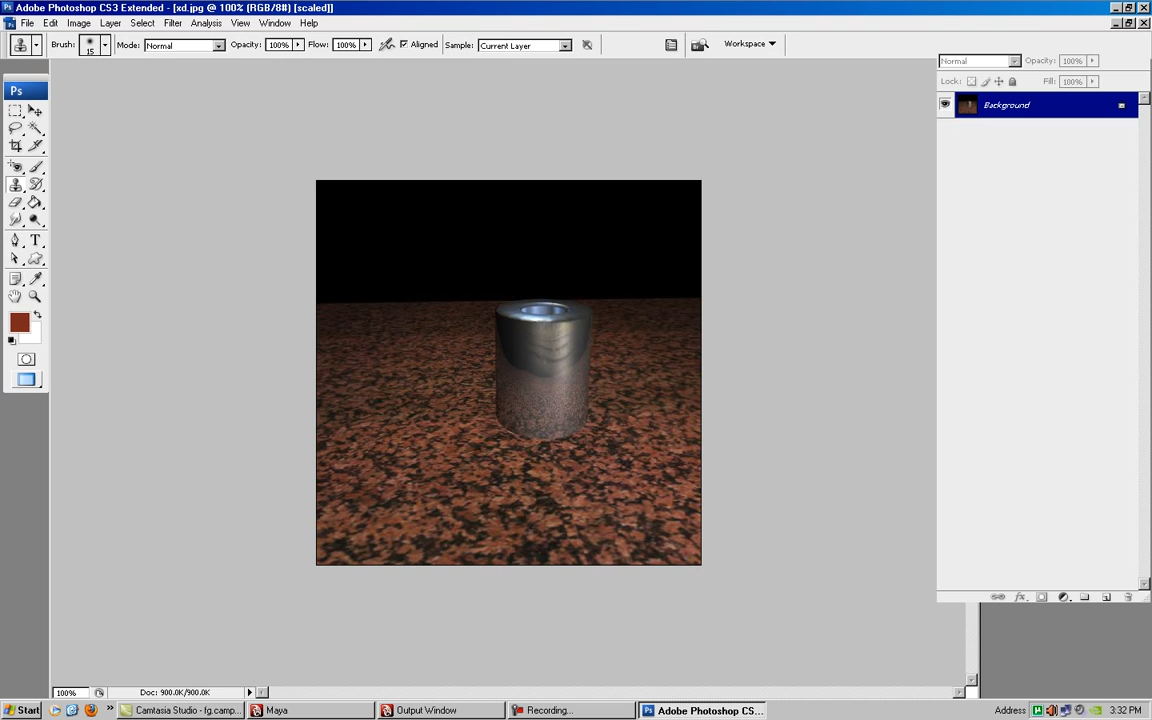 Adobe Photoshop CS3 Extended - [xd.jpg @ 100% (RGB/8#) [scaled]]
File Edit Image Layer Select Filter Analysis View Window Help
Brush: 15 Mode: Normal Opacity: 100% Flow: 100% Aligned Sample: Current Layer Workspace
Normal Opacity: 100%
Lock: Fill: 100%
Ps
Background
T
100% Doc: 900.0K/900.0K
Start Camtasia Studio - fg.camp... Maya Output Window Recording... Adobe Photoshop CS... Address 3:32 PM